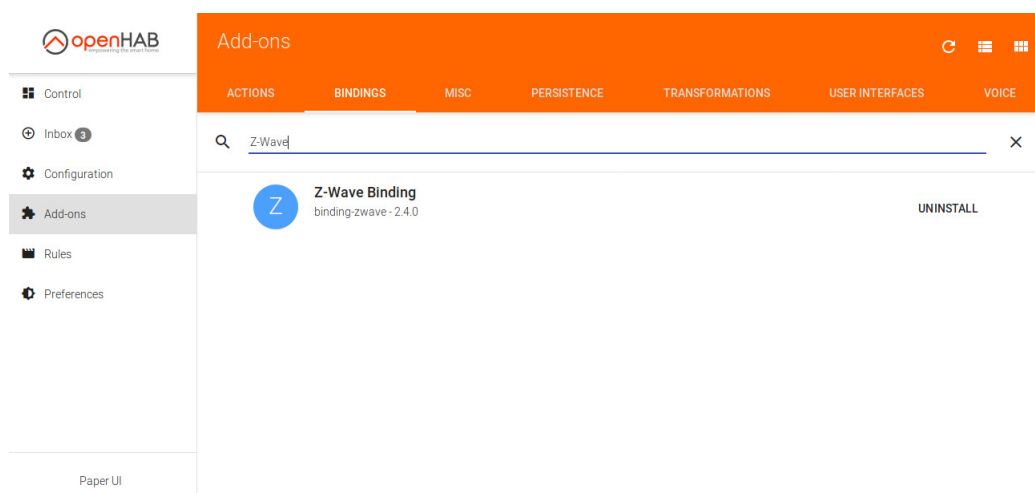 openHAB
empowering the smart home
Control
Inbox 3
Configuration
Add-ons
Rules
Preferences
Paper UI
Add-ons
ACTIONS BINDINGS MISC PERSISTENCE TRANSFORMATIONS USER INTERFACES VOICE
Z-Wave
Z
Z-Wave Binding
binding-zwave - 2.4.0
UNINSTALL